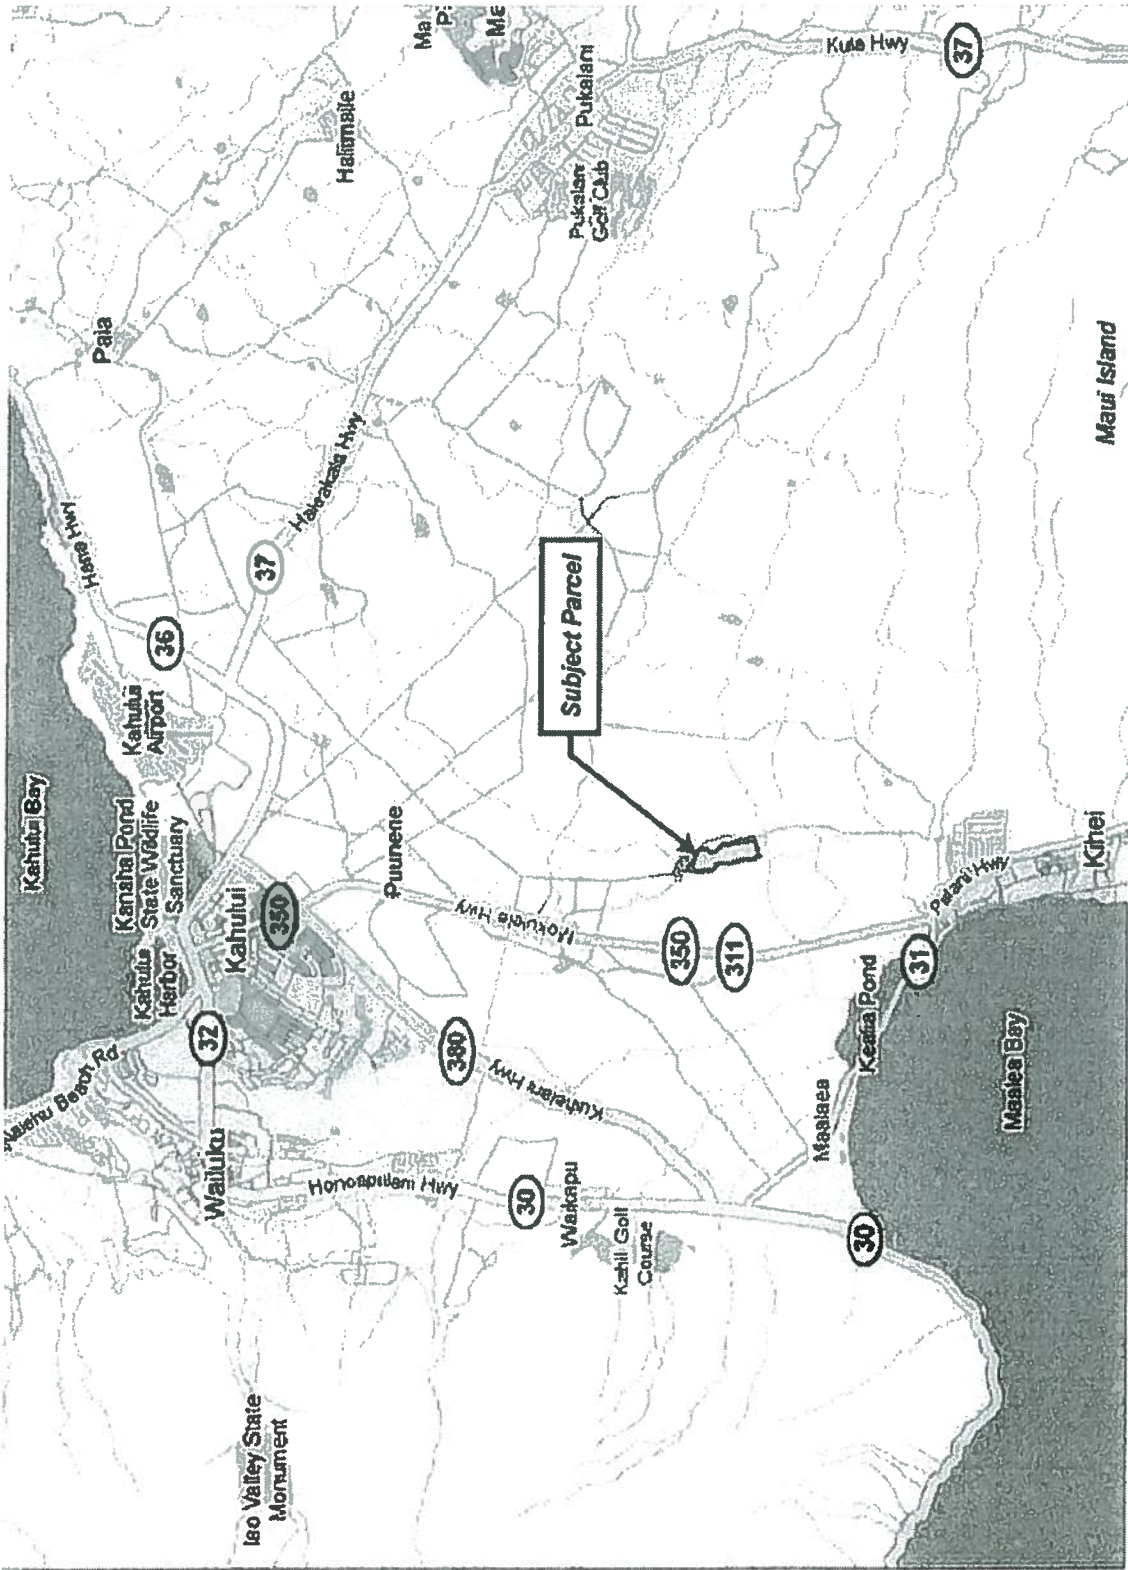 Iao Valley State
Monument
Wailuku
Waiehu Beach Rd
32
Kahului
Harbor
Kahului
Kanaha Pond
State Wildlife
Sanctuary
Kahului Bay
Kahului
Airport
36
Hana Hwy
Paia
350
37
Haleakala Hwy
Haliimaile
Honoapiilani Hwy
30
Waikapu
Kahili Golf
Course
380
Kuihelani Hwy
Puunene
Mokulele Hwy
350
311
Subject Parcel
Pukalani
Golf Club
Pukalani
Kula Hwy
37
30
Maalaea
Kealia Pond
31
Piilani Hwy
Kihei
Maalea Bay
Maui Island